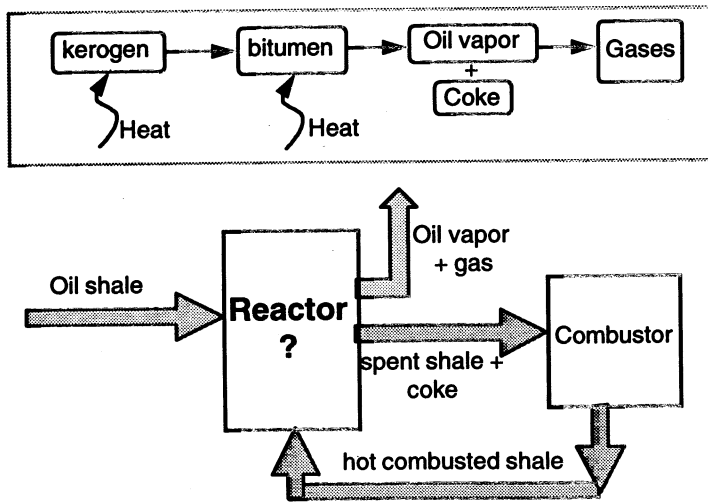 kerogen
bitumen
Oil vapor
+
Coke
Gases
Heat
Heat
Oil shale
Reactor
?
Oil vapor
+ gas
spent shale +
coke
Combustor
hot combusted shale